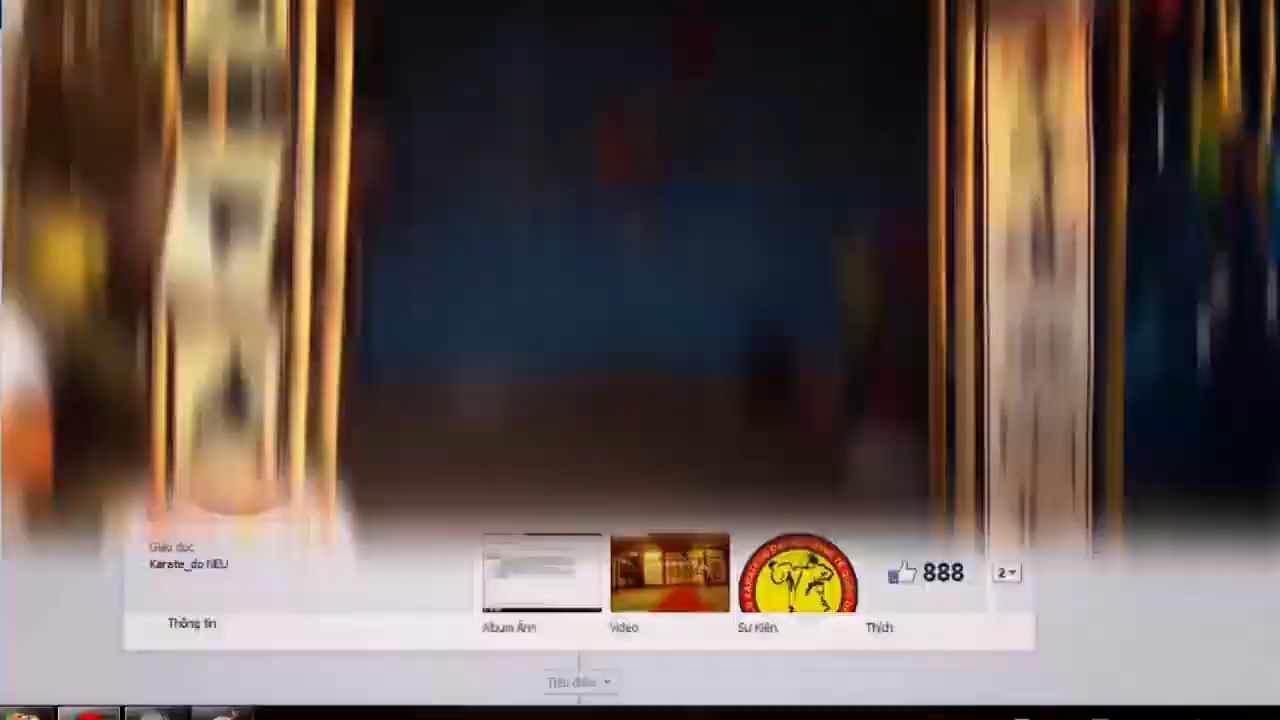 Giáo dục
Karate_do NEU
Thông tin
Album Ảnh
Video
Sự Kiện
Thích
888
2
Tiêu điểm